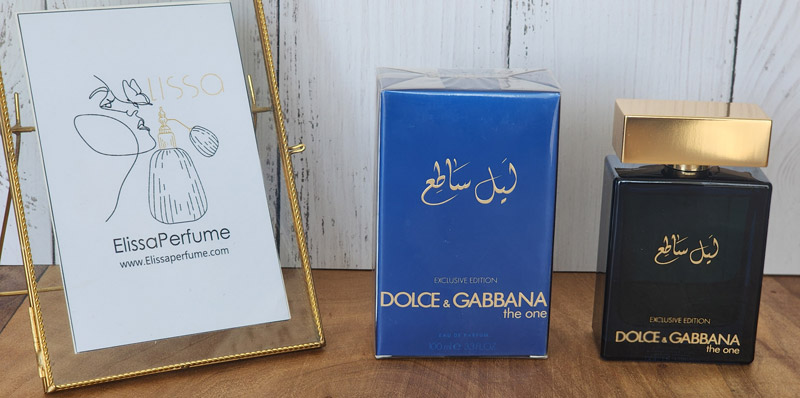 Lissa
ElissaPerfume
www.Elissaperfume.com
ليل ساطع
EXCLUSIVE EDITION
DOLCE & GABBANA
the one
EAU DE PARFUM
ليل ساطع
EXCLUSIVE EDITION
DOLCE & GABBANA
the one